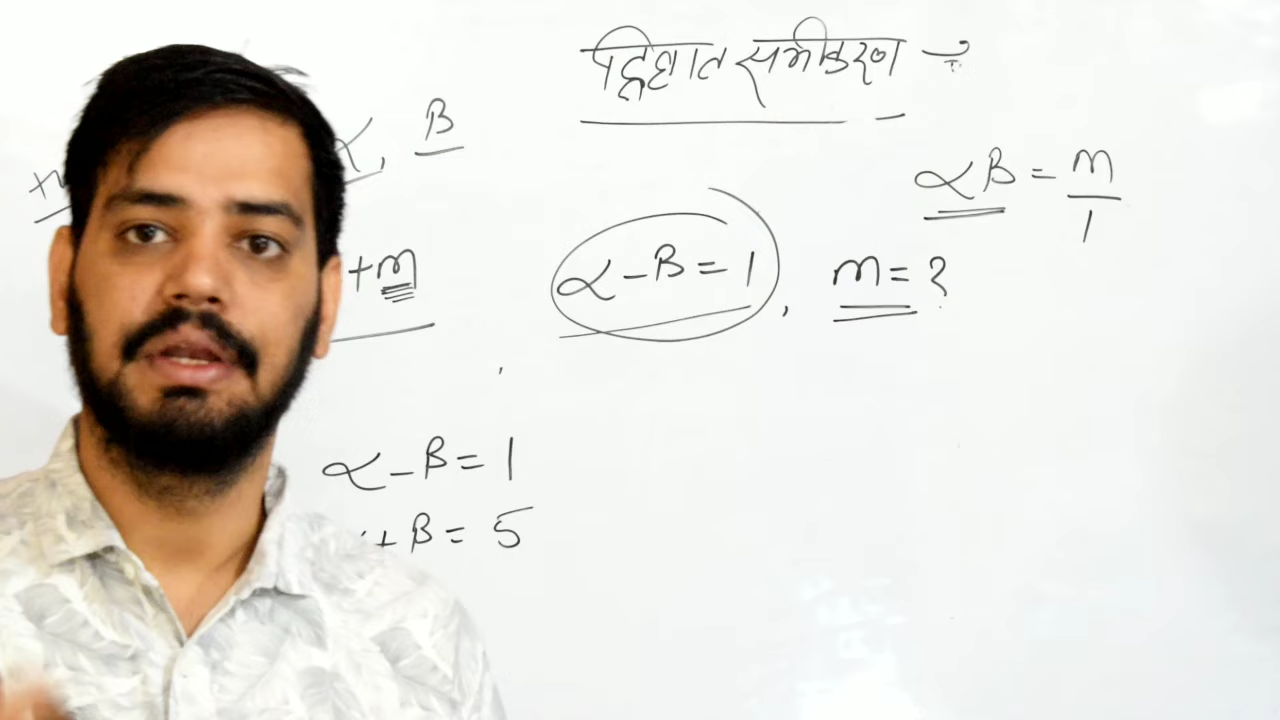 द्विघात समीकरण
α, β
αβ = m/1
+m
α - β = 1, m = ?
α - β = 1
+ β = 5